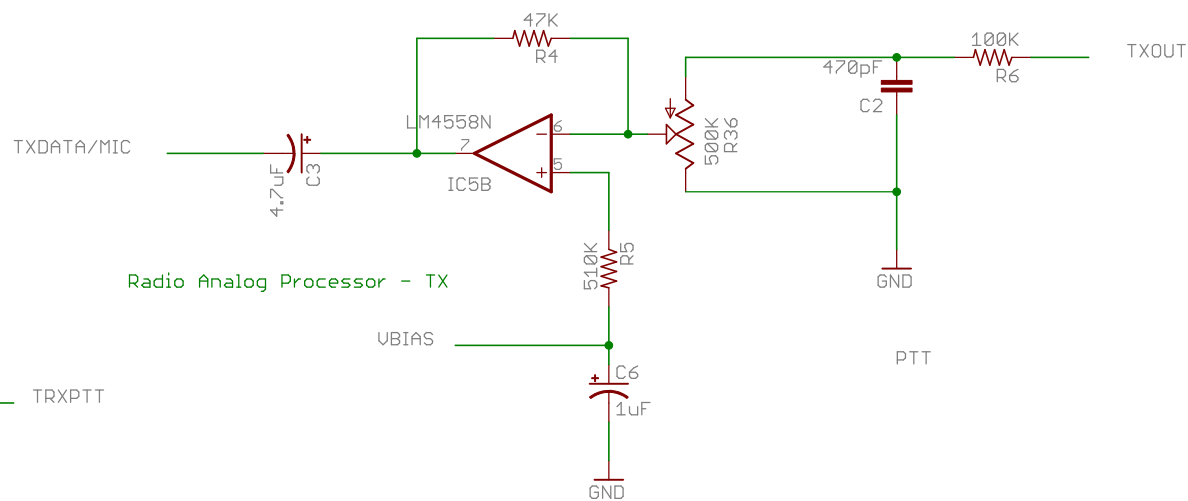 47K
R4
100K
R6
TXOUT
470pF
C2
LM4558N
6
7
5
IC5B
500K
R36
TXDATA/MIC
4.7uF
C3
GND
510K
R5
Radio Analog Processor - TX
VBIAS
PTT
C6
1uF
TRXPTT
GND